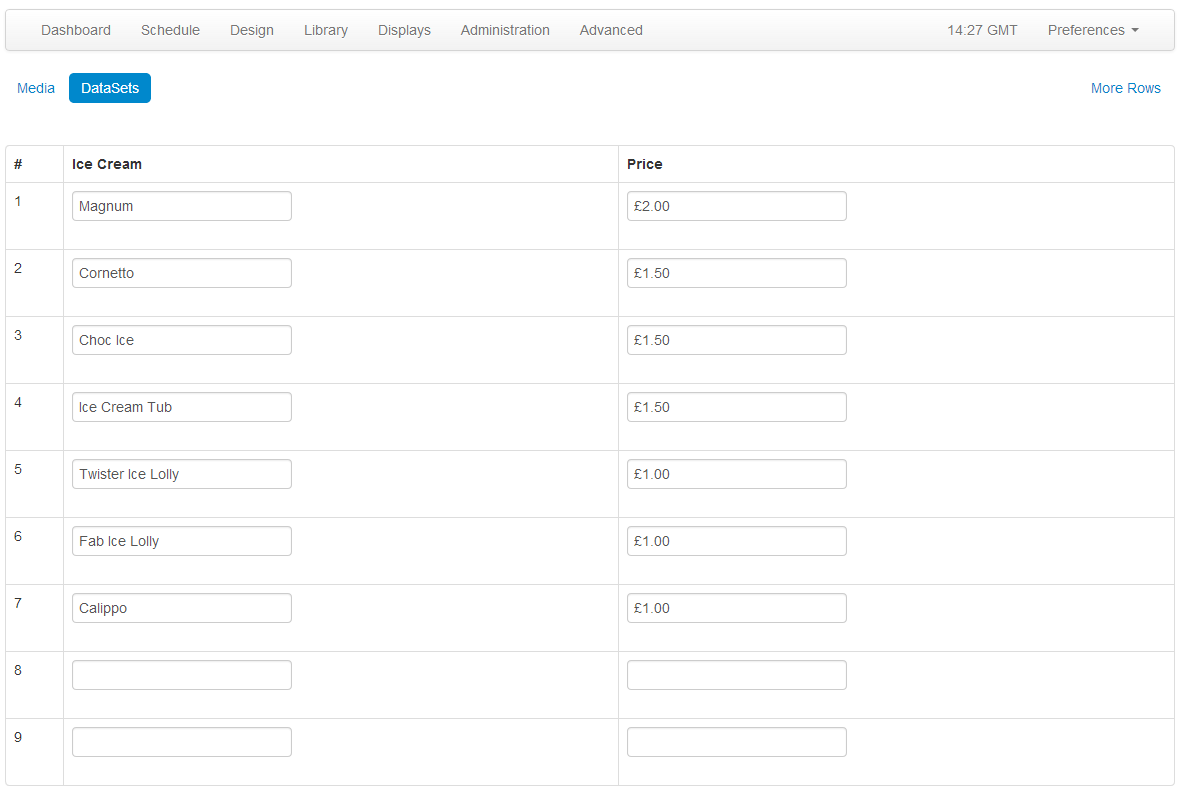 Dashboard Schedule Design Library Displays Administration Advanced 14:27 GMT Preferences
Media DataSets More Rows
# Ice Cream Price
1 Magnum £2.00
2 Cornetto £1.50
3 Choc Ice £1.50
4 Ice Cream Tub £1.50
5 Twister Ice Lolly £1.00
6 Fab Ice Lolly £1.00
7 Calippo £1.00
8
9